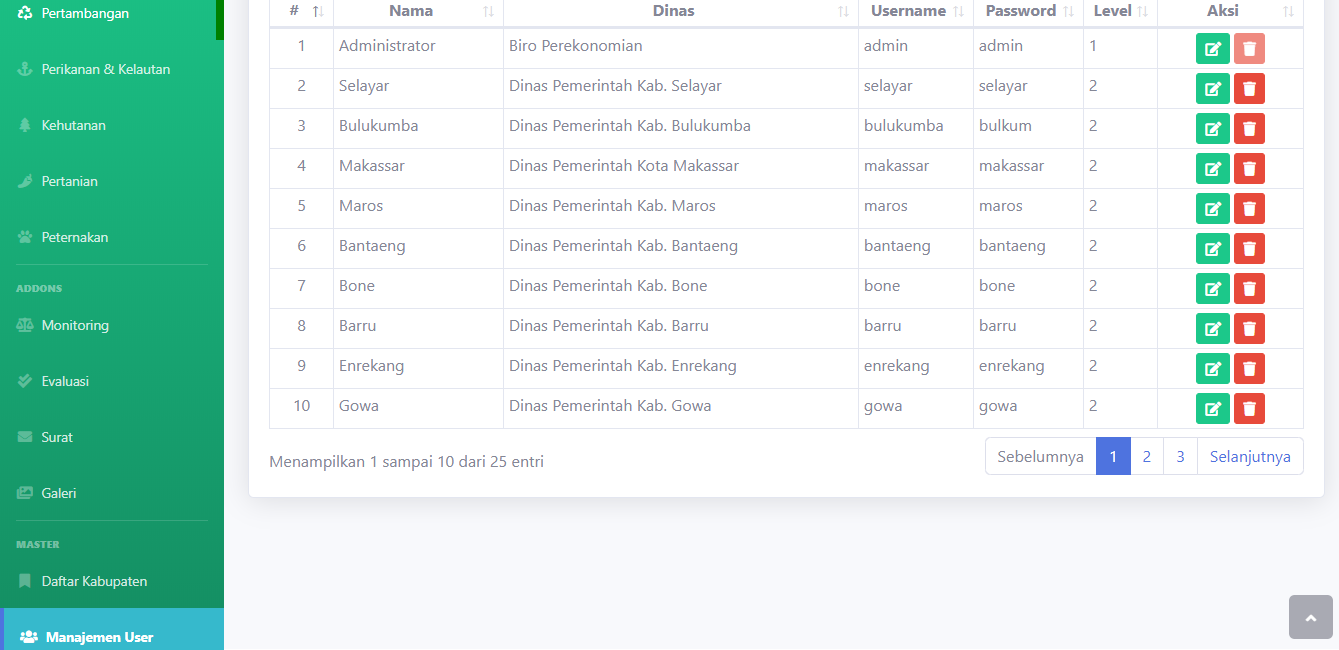 Pertambangan
Perikanan & Kelautan
Kehutanan
Pertanian
Peternakan
ADDONS
Monitoring
Evaluasi
Surat
Galeri
MASTER
Daftar Kabupaten
Manajemen User
# Nama Dinas Username Password Level Aksi
1 Administrator Biro Perekonomian admin admin 1
2 Selayar Dinas Pemerintah Kab. Selayar selayar selayar 2
3 Bulukumba Dinas Pemerintah Kab. Bulukumba bulukumba bulkum 2
4 Makassar Dinas Pemerintah Kota Makassar makassar makassar 2
5 Maros Dinas Pemerintah Kab. Maros maros maros 2
6 Bantaeng Dinas Pemerintah Kab. Bantaeng bantaeng bantaeng 2
7 Bone Dinas Pemerintah Kab. Bone bone bone 2
8 Barru Dinas Pemerintah Kab. Barru barru barru 2
9 Enrekang Dinas Pemerintah Kab. Enrekang enrekang enrekang 2
10 Gowa Dinas Pemerintah Kab. Gowa gowa gowa 2
Menampilkan 1 sampai 10 dari 25 entri
Sebelumnya 1 2 3 Selanjutnya